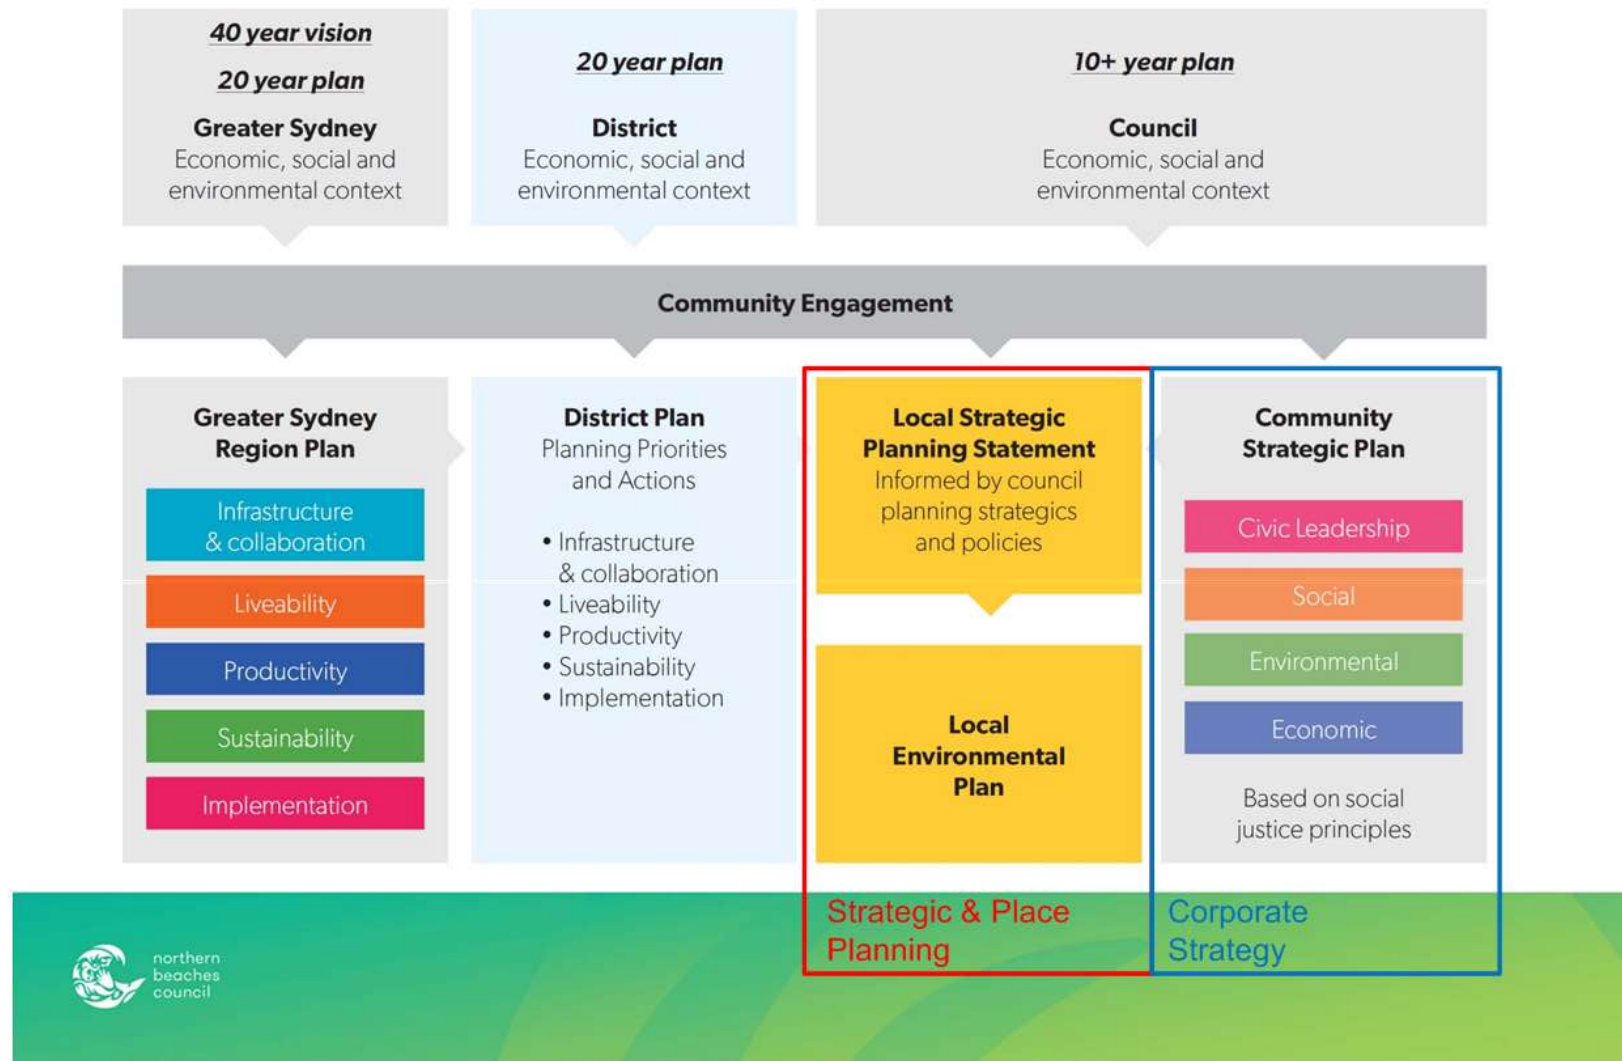 40 year vision
20 year plan
Greater Sydney
Economic, social and
environmental context
20 year plan
District
Economic, social and
environmental context
10+ year plan
Council
Economic, social and
environmental context
Community Engagement
Greater Sydney
Region Plan
Infrastructure
& collaboration
Liveability
Productivity
Sustainability
Implementation
District Plan
Planning Priorities
and Actions
• Infrastructure
& collaboration
• Liveability
• Productivity
• Sustainability
• Implementation
Local Strategic
Planning Statement
Informed by council
planning strategics
and policies
Local
Environmental
Plan
Community
Strategic Plan
Civic Leadership
Social
Environmental
Economic
Based on social
justice principles
Strategic & Place
Planning
Corporate
Strategy
northern
beaches
council